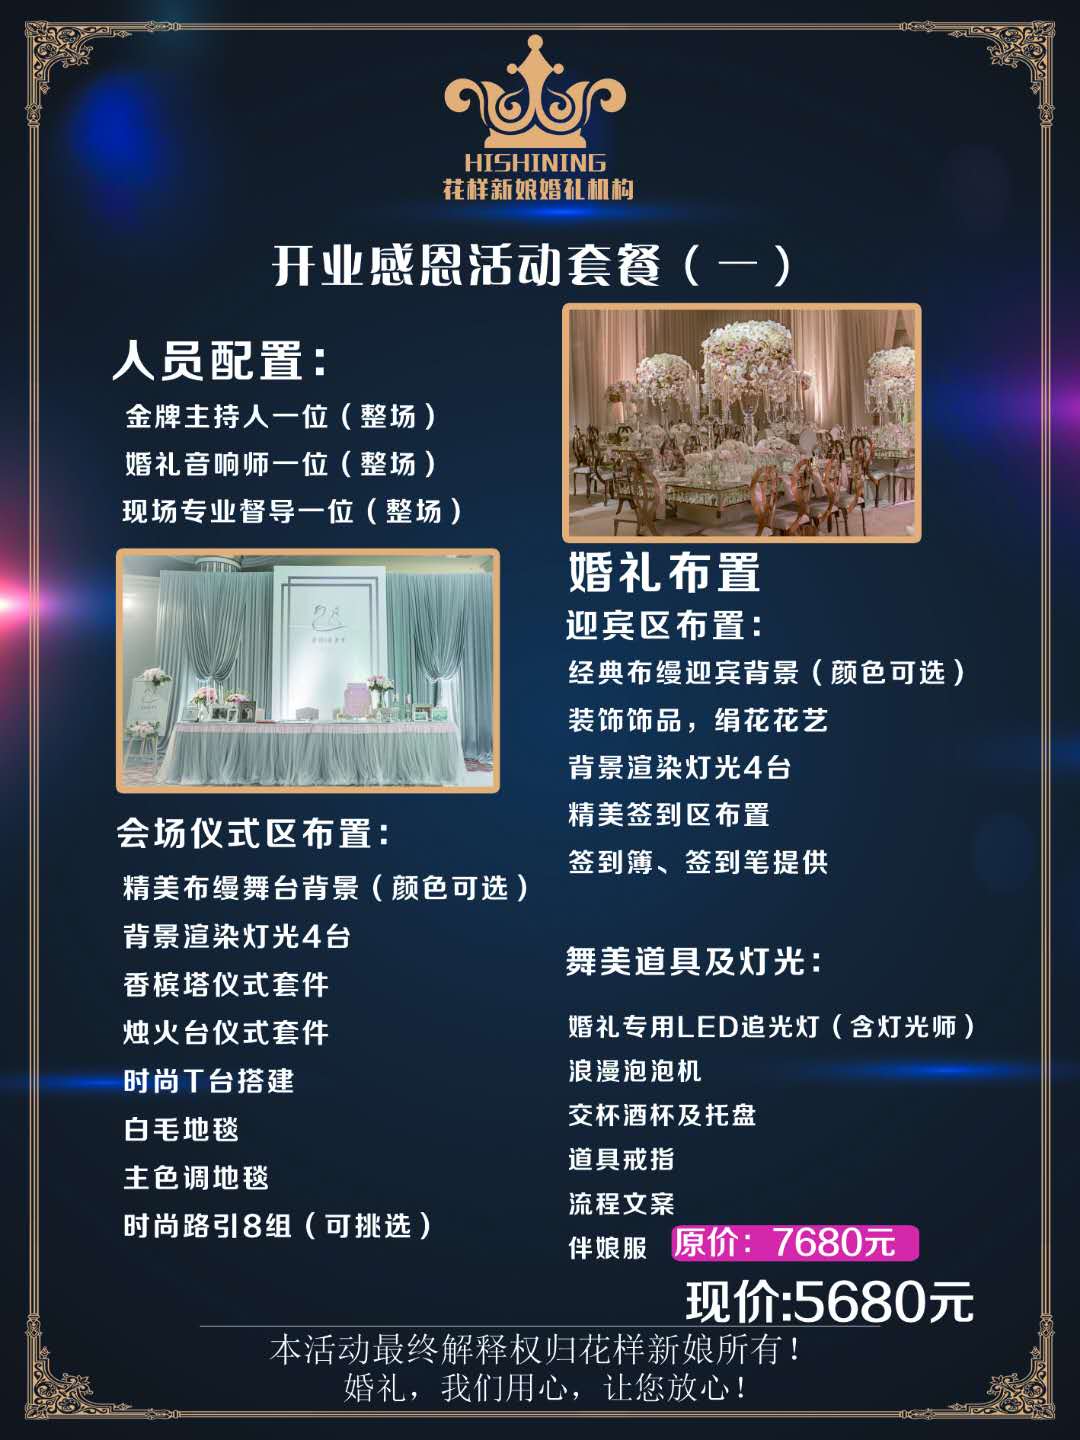 HISHINING
花样新娘婚礼机构
开业感恩活动套餐（一）
人员配置：
金牌主持人一位（整场）
婚礼音响师一位（整场）
现场专业督导一位（整场）
婚礼布置
迎宾区布置：
经典布缦迎宾背景（颜色可选）
装饰饰品，绢花花艺
背景渲染灯光4台
精美签到区布置
签到簿、签到笔提供
会场仪式区布置：
精美布缦舞台背景（颜色可选）
背景渲染灯光4台
香槟塔仪式套件
烛火台仪式套件
时尚T台搭建
白毛地毯
主色调地毯
时尚路引8组（可挑选）
舞美道具及灯光：
婚礼专用LED追光灯（含灯光师）
浪漫泡泡机
交杯酒杯及托盘
道具戒指
流程文案
伴娘服
原价：7680元
现价:5680元
本活动最终解释权归花样新娘所有！
婚礼，我们用心，让您放心！